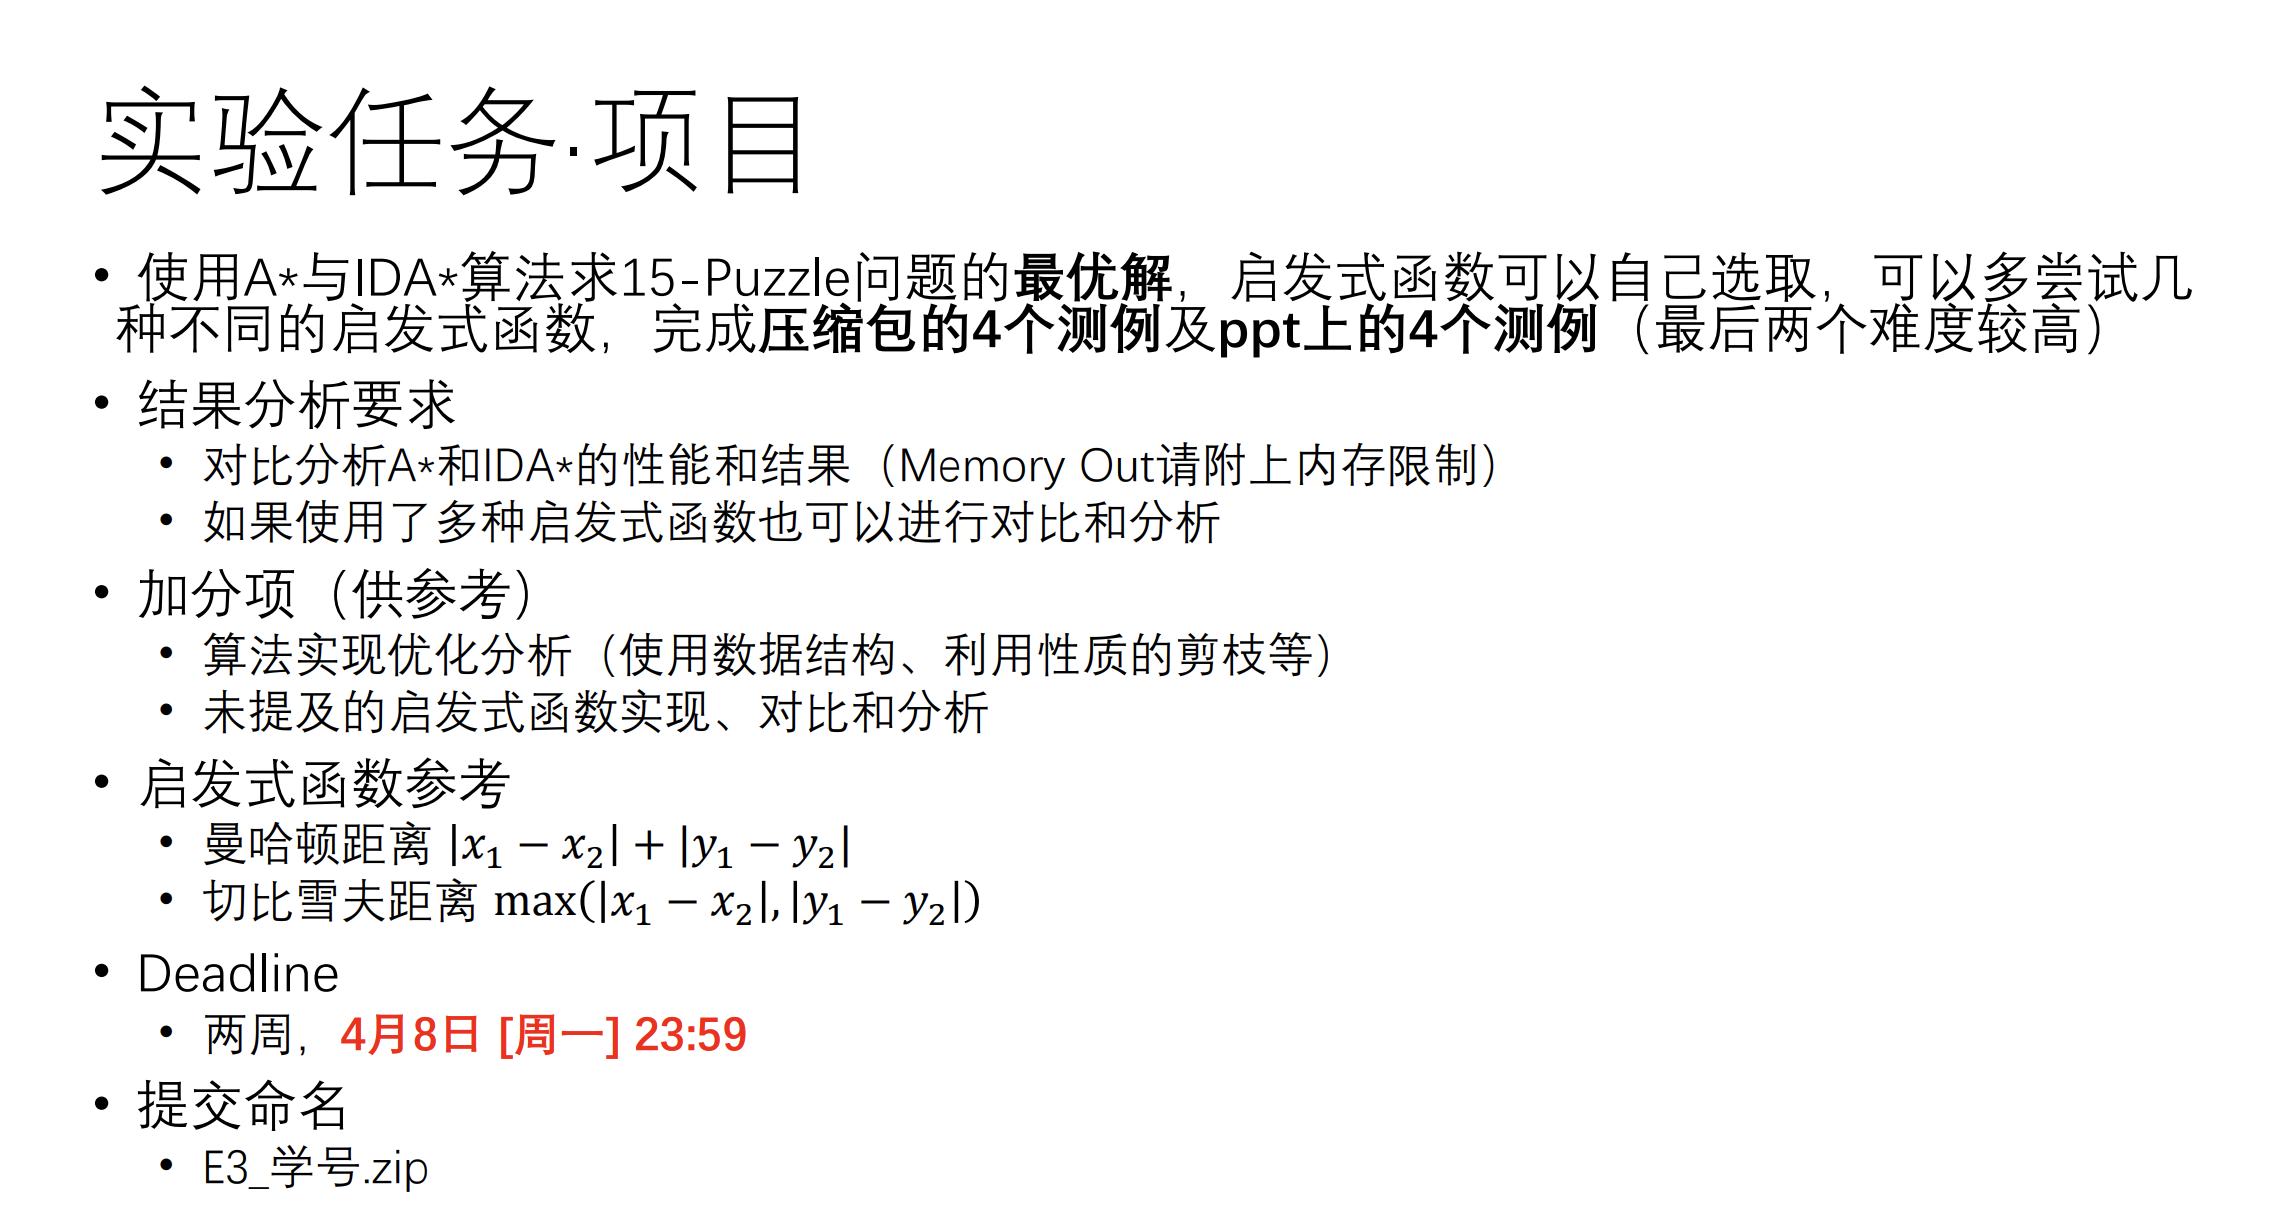 实验任务·项目
• 使用A*与IDA*算法求15-Puzzle问题的最优解，启发式函数可以自己选取，可以多尝试几
种不同的启发式函数，完成压缩包的4个测例及ppt上的4个测例（最后两个难度较高）
• 结果分析要求
• 对比分析A*和IDA*的性能和结果（Memory Out请附上内存限制）
• 如果使用了多种启发式函数也可以进行对比和分析
• 加分项（供参考）
• 算法实现优化分析（使用数据结构、利用性质的剪枝等）
• 未提及的启发式函数实现、对比和分析
• 启发式函数参考
• 曼哈顿距离 |x₁ − x₂| + |y₁ − y₂|
• 切比雪夫距离 max(|x₁ − x₂|, |y₁ − y₂|)
• Deadline
• 两周，4月8日 [周一] 23:59
• 提交命名
• E3_学号.zip